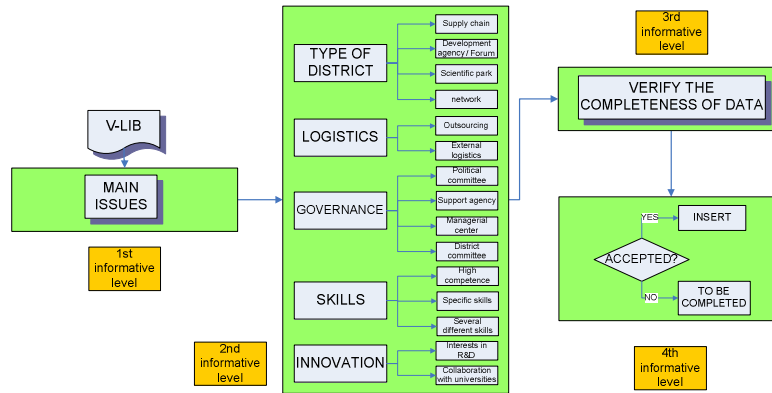 V-LIB
MAIN
ISSUES
1st
informative
level
TYPE OF
DISTRICT
Supply chain
Development
agency / Forum
Scientific park
network
LOGISTICS
Outsourcing
External
logistics
GOVERNANCE
Political
committee
Support agency
Managerial
center
District
committee
SKILLS
High
competence
Specific skills
Several
different skills
INNOVATION
Interests in
R&D
Collaboration
with universities
2nd
informative
level
3rd
informative
level
VERIFY THE
COMPLETENESS OF DATA
ACCEPTED?
YES
INSERT
NO
TO BE
COMPLETED
4th
informative
level